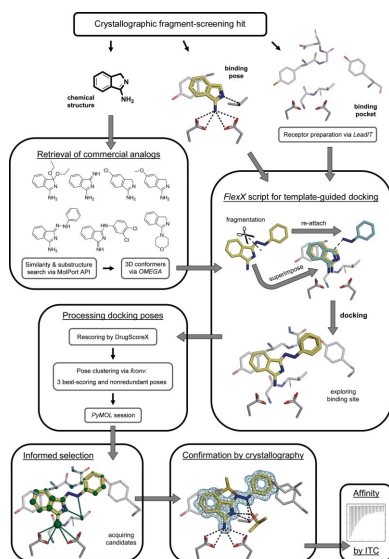 Crystallographic fragment-screening hit
chemical
structure
NH₂
binding
pose
binding
pocket
Receptor preparation via LeadIT
Retrieval of commercial analogs
Similarity & substructure
search via MolPort API
3D conformers
via OMEGA
FlexX script for template-guided docking
fragmentation
re-attach
superimpose
docking
exploring
binding site
Processing docking poses
Rescoring by DrugScoreX
Pose clustering via fconv:
3 best-scoring and nonredundant poses
PyMOL session
Informed selection
acquiring
candidates
Confirmation by crystallography
Affinity
by ITC